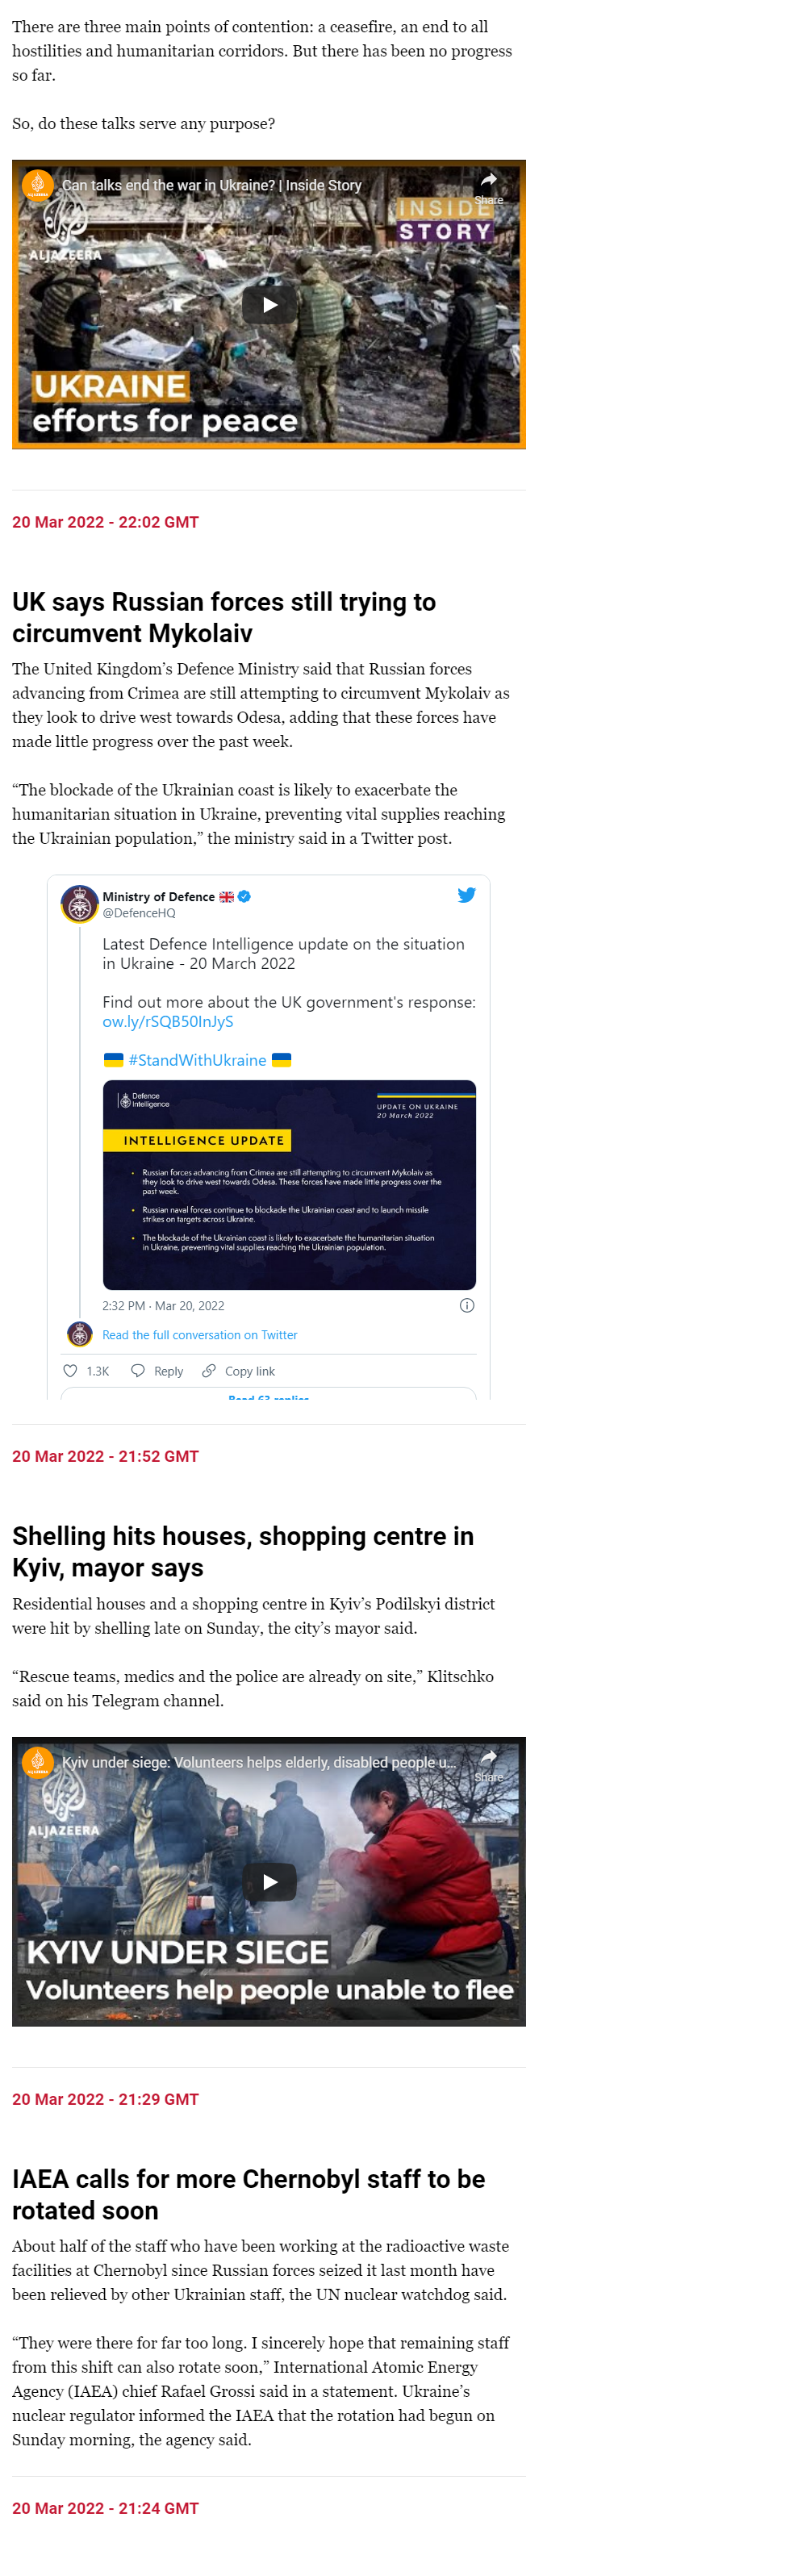 There are three main points of contention: a ceasefire, an end to all
hostilities and humanitarian corridors. But there has been no progress
so far.
So, do these talks serve any purpose?
Can talks end the war in Ukraine? | Inside Story
Share
INSIDE
STORY
ALJAZEERA
UKRAINE
efforts for peace
20 Mar 2022 - 22:02 GMT
UK says Russian forces still trying to
circumvent Mykolaiv
The United Kingdom’s Defence Ministry said that Russian forces
advancing from Crimea are still attempting to circumvent Mykolaiv as
they look to drive west towards Odesa, adding that these forces have
made little progress over the past week.
“The blockade of the Ukrainian coast is likely to exacerbate the
humanitarian situation in Ukraine, preventing vital supplies reaching
the Ukrainian population,” the ministry said in a Twitter post.
Ministry of Defence
@DefenceHQ
Latest Defence Intelligence update on the situation
in Ukraine - 20 March 2022
Find out more about the UK government's response:
ow.ly/rSQB50InJyS
#StandWithUkraine
Defence
Intelligence
UPDATE ON UKRAINE
20 March 2022
INTELLIGENCE UPDATE
• Russian forces advancing from Crimea are still attempting to circumvent Mykolaiv as
they look to drive west towards Odesa. These forces have made little progress over the
past week.
• Russian naval forces continue to blockade the Ukrainian coast and to launch missile
strikes on targets across Ukraine.
• The blockade of the Ukrainian coast is likely to exacerbate the humanitarian situation
in Ukraine, preventing vital supplies reaching the Ukrainian population.
2:32 PM · Mar 20, 2022
Read the full conversation on Twitter
1.3K Reply Copy link
Read 63 replies
20 Mar 2022 - 21:52 GMT
Shelling hits houses, shopping centre in
Kyiv, mayor says
Residential houses and a shopping centre in Kyiv’s Podilskyi district
were hit by shelling late on Sunday, the city’s mayor said.
“Rescue teams, medics and the police are already on site,” Klitschko
said on his Telegram channel.
Kyiv under siege: Volunteers helps elderly, disabled people u...
Share
ALJAZEERA
KYIV UNDER SIEGE
Volunteers help people unable to flee
20 Mar 2022 - 21:29 GMT
IAEA calls for more Chernobyl staff to be
rotated soon
About half of the staff who have been working at the radioactive waste
facilities at Chernobyl since Russian forces seized it last month have
been relieved by other Ukrainian staff, the UN nuclear watchdog said.
“They were there for far too long. I sincerely hope that remaining staff
from this shift can also rotate soon,” International Atomic Energy
Agency (IAEA) chief Rafael Grossi said in a statement. Ukraine’s
nuclear regulator informed the IAEA that the rotation had begun on
Sunday morning, the agency said.
20 Mar 2022 - 21:24 GMT